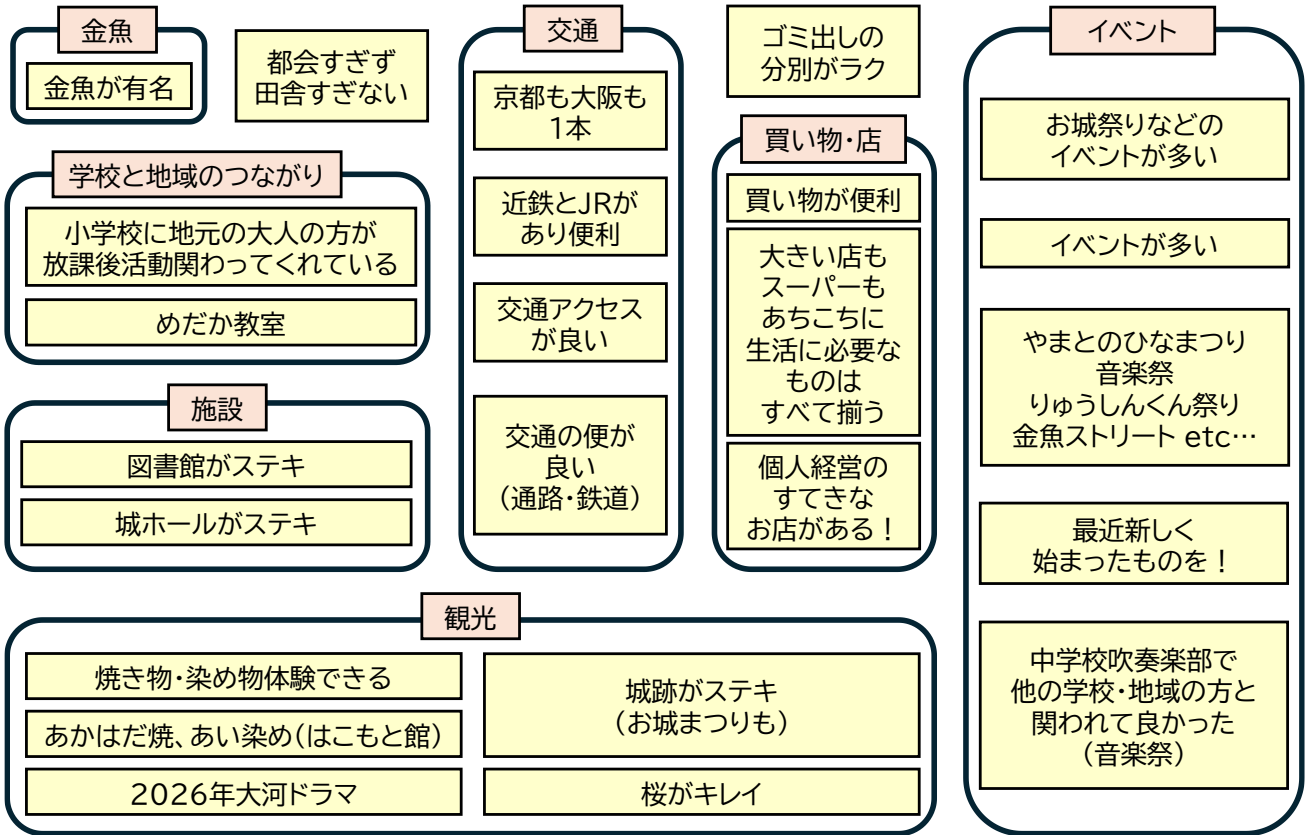 金魚
金魚が有名
都会すぎず
田舎すぎない
学校と地域のつながり
小学校に地元の大人の方が
放課後活動関わってくれている
めだか教室
施設
図書館がステキ
城ホールがステキ
交通
京都も大阪も
1本
近鉄とJRが
あり便利
交通アクセス
が良い
交通の便が
良い
(通路・鉄道)
ゴミ出しの
分別がラク
買い物・店
買い物が便利
大きい店も
スーパーも
あちこちに
生活に必要な
ものは
すべて揃う
個人経営の
すてきな
お店がある！
イベント
お城祭りなどの
イベントが多い
イベントが多い
やまとのひなまつり
音楽祭
りゅうしんくん祭り
金魚ストリート etc…
最近新しく
始まったものを！
中学校吹奏楽部で
他の学校・地域の方と
関われて良かった
(音楽祭)
観光
焼き物・染め物体験できる
あかはだ焼、あい染め(はこもと館)
2026年大河ドラマ
城跡がステキ
(お城まつりも)
桜がキレイ